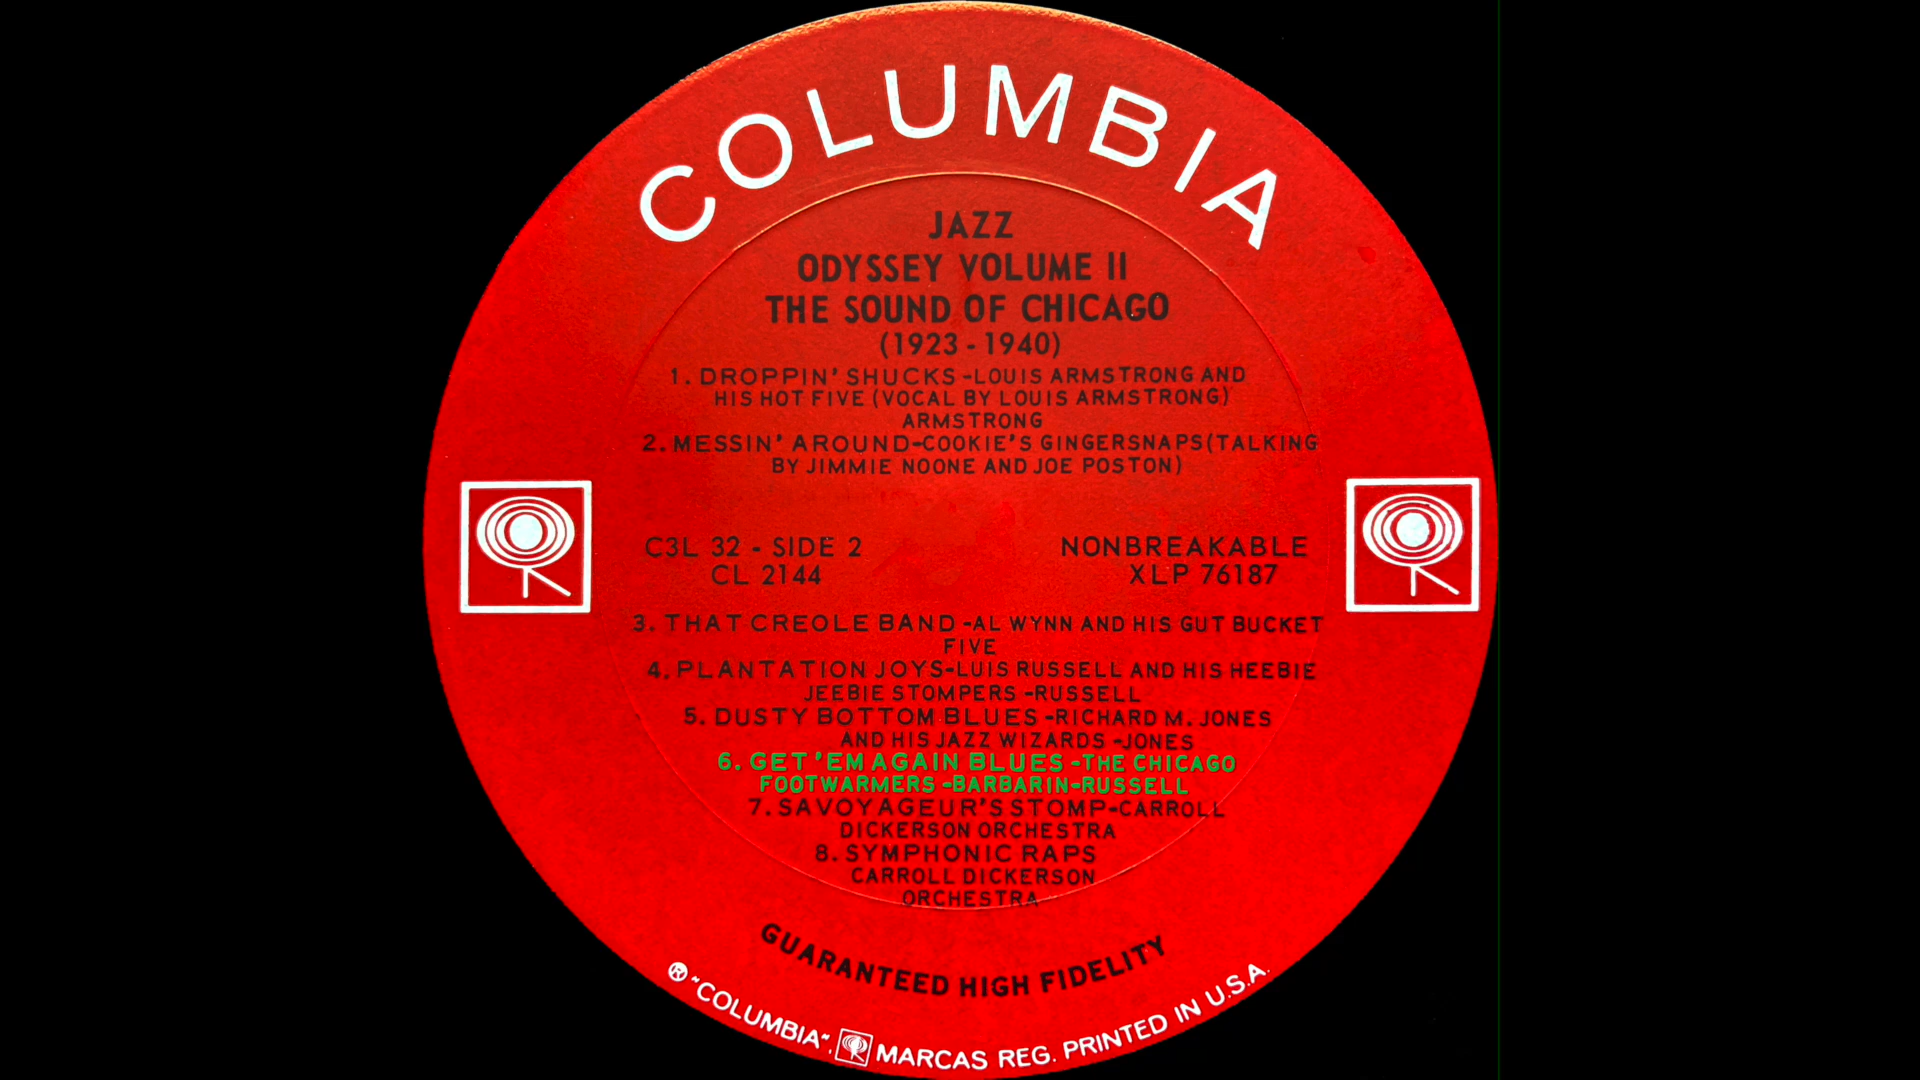 COLUMBIA
JAZZ
ODYSSEY VOLUME II
THE SOUND OF CHICAGO
(1923 - 1940)
1. DROPPIN' SHUCKS -LOUIS ARMSTRONG AND
HIS HOT FIVE (VOCAL BY LOUIS ARMSTRONG)
ARMSTRONG
2. MESSIN' AROUND-COOKIE'S GINGERSNAPS(TALKING
BY JIMMIE NOONE AND JOE POSTON)
C3L 32 - SIDE 2
CL 2144
NONBREAKABLE
XLP 76187
3. THAT CREOLE BAND -AL WYNN AND HIS GUT BUCKET
FIVE
4. PLANTATION JOYS-LUIS RUSSELL AND HIS HEEBIE
JEEBIE STOMPERS -RUSSELL
5. DUSTY BOTTOM BLUES -RICHARD M. JONES
AND HIS JAZZ WIZARDS -JONES
6. GET 'EM AGAIN BLUES -THE CHICAGO
FOOTWARMERS -BARBARIN-RUSSELL
7. SAVOYAGEUR'S STOMP-CARROLL
DICKERSON ORCHESTRA
8. SYMPHONIC RAPS
CARROLL DICKERSON
ORCHESTRA
GUARANTEED HIGH FIDELITY
® "COLUMBIA", MARCAS REG. PRINTED IN U.S.A.